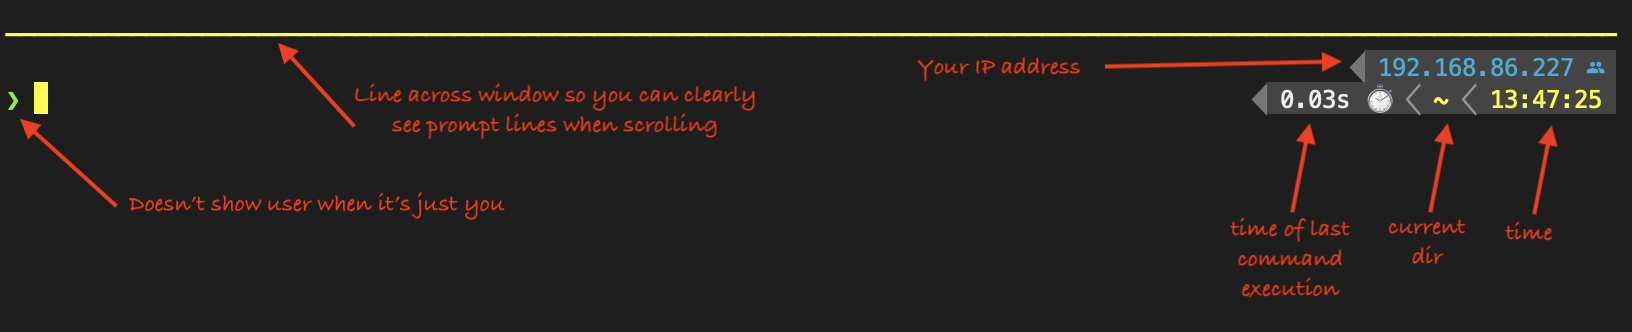 Your IP address
192.168.86.227
❯
Line across window so you can clearly
see prompt lines when scrolling
0.03s ~ 13:47:25
Doesn't show user when it's just you
time of last
command
execution
current
dir
time